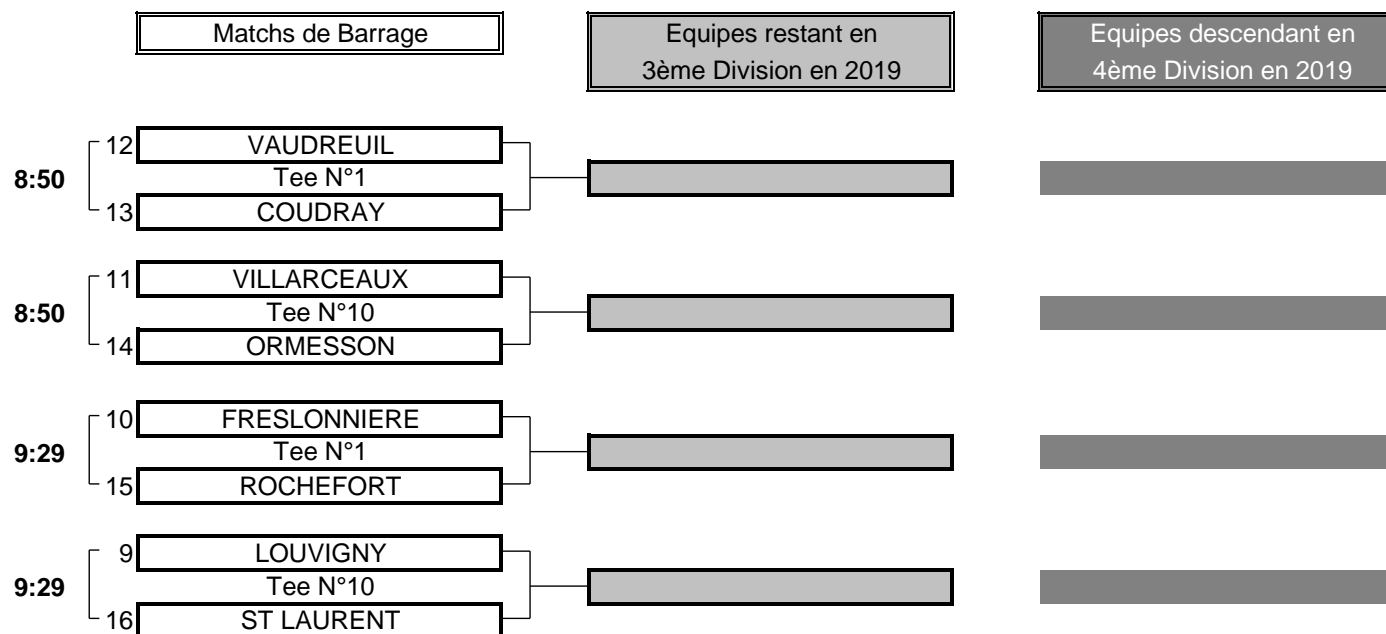 Matchs de Barrage
Equipes restant en
3ème Division en 2019
Equipes descendant en
4ème Division en 2019
12 VAUDREUIL
8:50 Tee N°1
13 COUDRAY
11 VILLARCEAUX
8:50 Tee N°10
14 ORMESSON
10 FRESLONNIERE
9:29 Tee N°1
15 ROCHEFORT
9 LOUVIGNY
9:29 Tee N°10
16 ST LAURENT